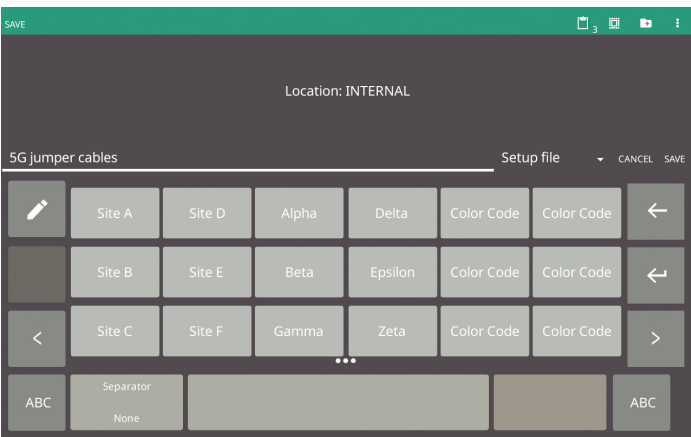 SAVE
3
Location: INTERNAL
5G jumper cables
Setup file
CANCEL SAVE
Site A Site D Alpha Delta Color Code Color Code
Site B Site E Beta Epsilon Color Code Color Code
Site C Site F Gamma Zeta Color Code Color Code
ABC
Separator
None
ABC